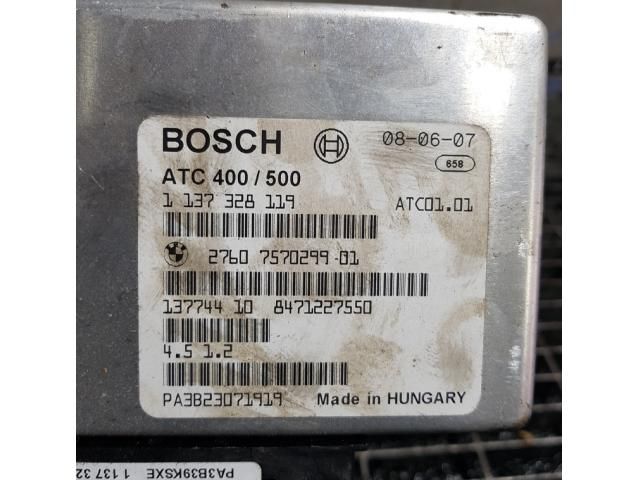 BOSCH 08-06-07
658
ATC 400 / 500
1 137 328 119 ATC01.01
2760 7570299-01
137744 10 8471227550
4.5 1.2
PA3B23071919 Made in HUNGARY
PA3B39KSXE 1 137 32